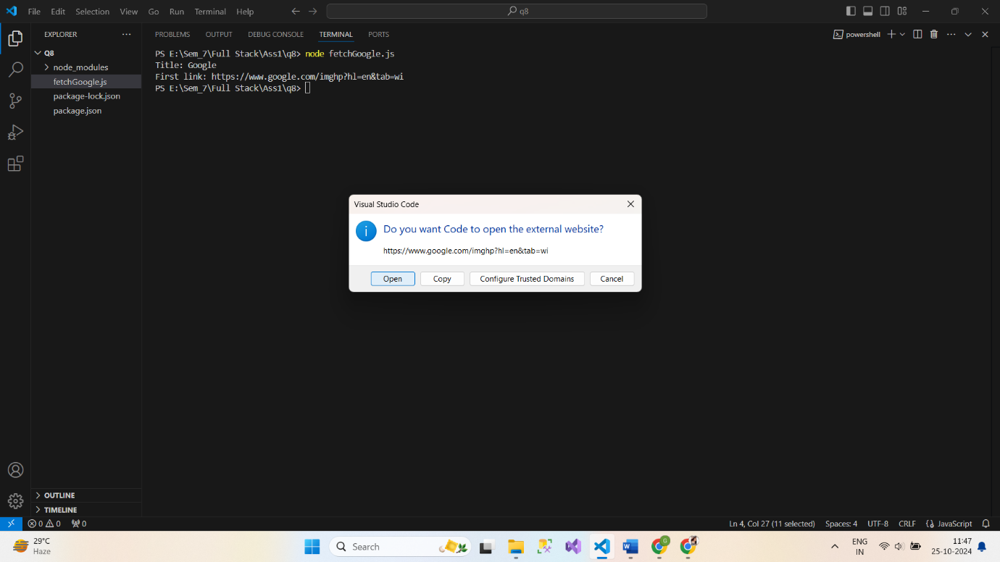 File Edit Selection View Go Run Terminal Help
q8
EXPLORER
PROBLEMS OUTPUT DEBUG CONSOLE TERMINAL PORTS
powershell
Q8
node_modules
fetchGoogle.js
package-lock.json
package.json
PS E:\Sem_7\Full Stack\Ass1\q8> node fetchGoogle.js
Title: Google
First link: https://www.google.com/imghp?hl=en&tab=wi
PS E:\Sem_7\Full Stack\Ass1\q8>
Visual Studio Code
Do you want Code to open the external website?
https://www.google.com/imghp?hl=en&tab=wi
Open Copy Configure Trusted Domains Cancel
OUTLINE
TIMELINE
0 0 0
Ln 4, Col 27 (11 selected) Spaces: 4 UTF-8 CRLF JavaScript
29°C
Haze
Search
G
ENG
IN
11:47
25-10-2024